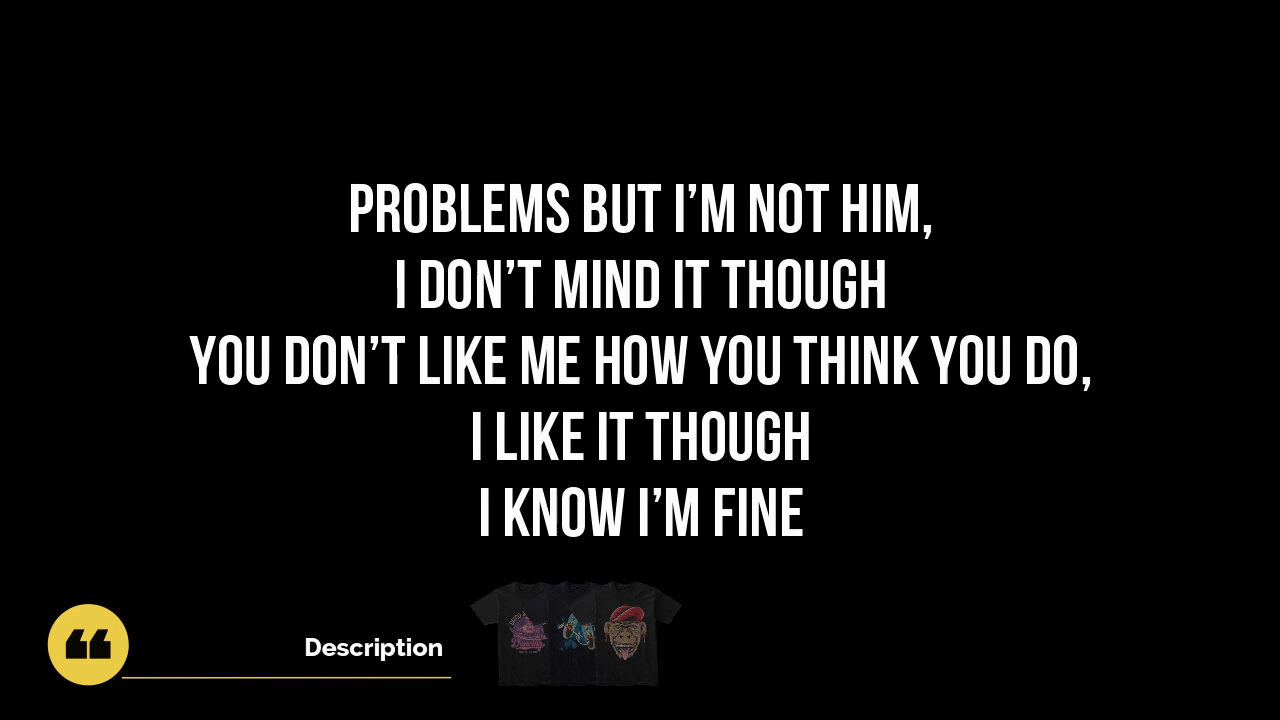 PROBLEMS BUT I’M NOT HIM,
I DON’T MIND IT THOUGH
YOU DON’T LIKE ME HOW YOU THINK YOU DO,
I LIKE IT THOUGH
I KNOW I’M FINE
Description